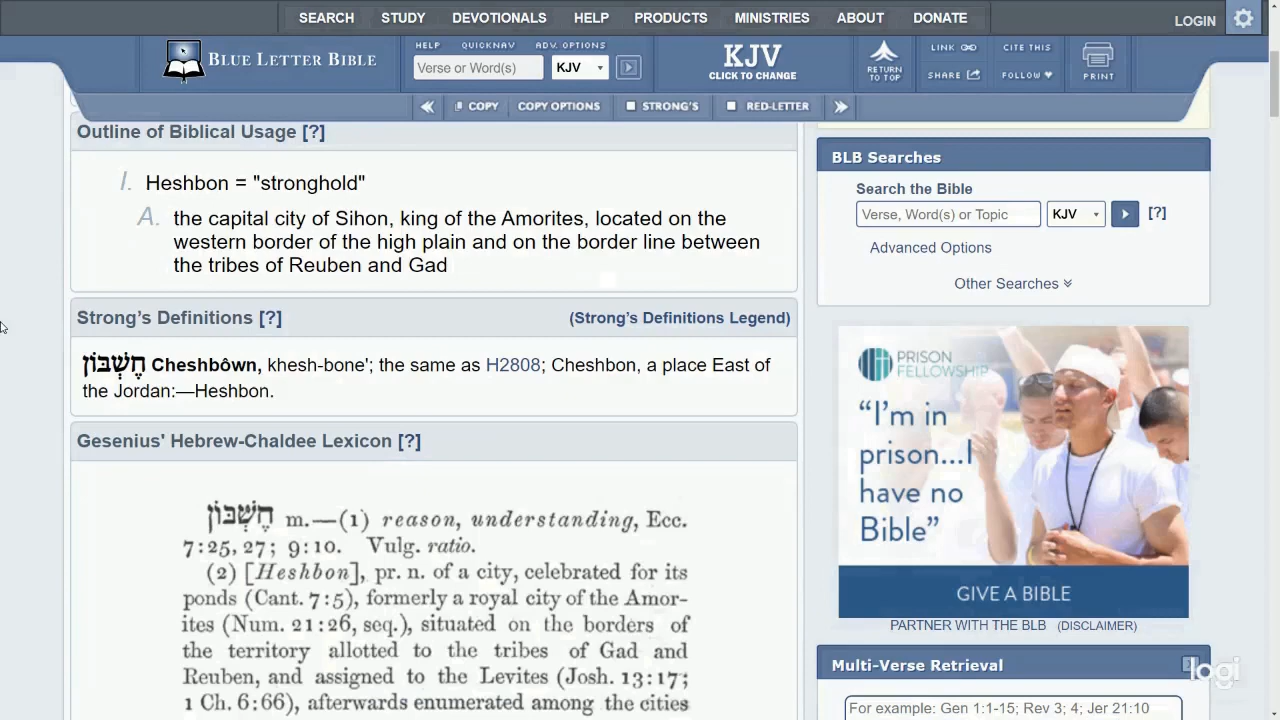 SEARCH STUDY DEVOTIONALS HELP PRODUCTS MINISTRIES ABOUT DONATE LOGIN
BLUE LETTER BIBLE
HELP QUICKNAV ADV. OPTIONS
Verse or Word(s) KJV
KJV
CLICK TO CHANGE
RETURN
TO TOP
LINK CITE THIS
SHARE FOLLOW
PRINT
COPY COPY OPTIONS STRONG'S RED-LETTER
Outline of Biblical Usage [?]
I. Heshbon = "stronghold"
A. the capital city of Sihon, king of the Amorites, located on the
western border of the high plain and on the border line between
the tribes of Reuben and Gad
Strong’s Definitions [?] (Strong’s Definitions Legend)
חֶשְׁבּוֹן Cheshbôwn, khesh-bone'; the same as H2808; Cheshbon, a place East of
the Jordan:—Heshbon.
Gesenius' Hebrew-Chaldee Lexicon [?]
חֶשְׁבּוֹן m.—(1) reason, understanding, Ecc.
7:25, 27; 9:10. Vulg. ratio.
(2) [Heshbon], pr. n. of a city, celebrated for its
ponds (Cant. 7:5), formerly a royal city of the Amor-
ites (Num. 21:26, seq.), situated on the borders of
the territory allotted to the tribes of Gad and
Reuben, and assigned to the Levites (Josh. 13:17;
1 Ch. 6:66), afterwards enumerated among the cities
BLB Searches
Search the Bible
Verse, Word(s) or Topic KJV [?]
Advanced Options
Other Searches
PRISON
FELLOWSHIP
“I’m in
prison...I
have no
Bible”
GIVE A BIBLE
PARTNER WITH THE BLB (DISCLAIMER)
Multi-Verse Retrieval
logi
For example: Gen 1:1-15; Rev 3; 4; Jer 21:10